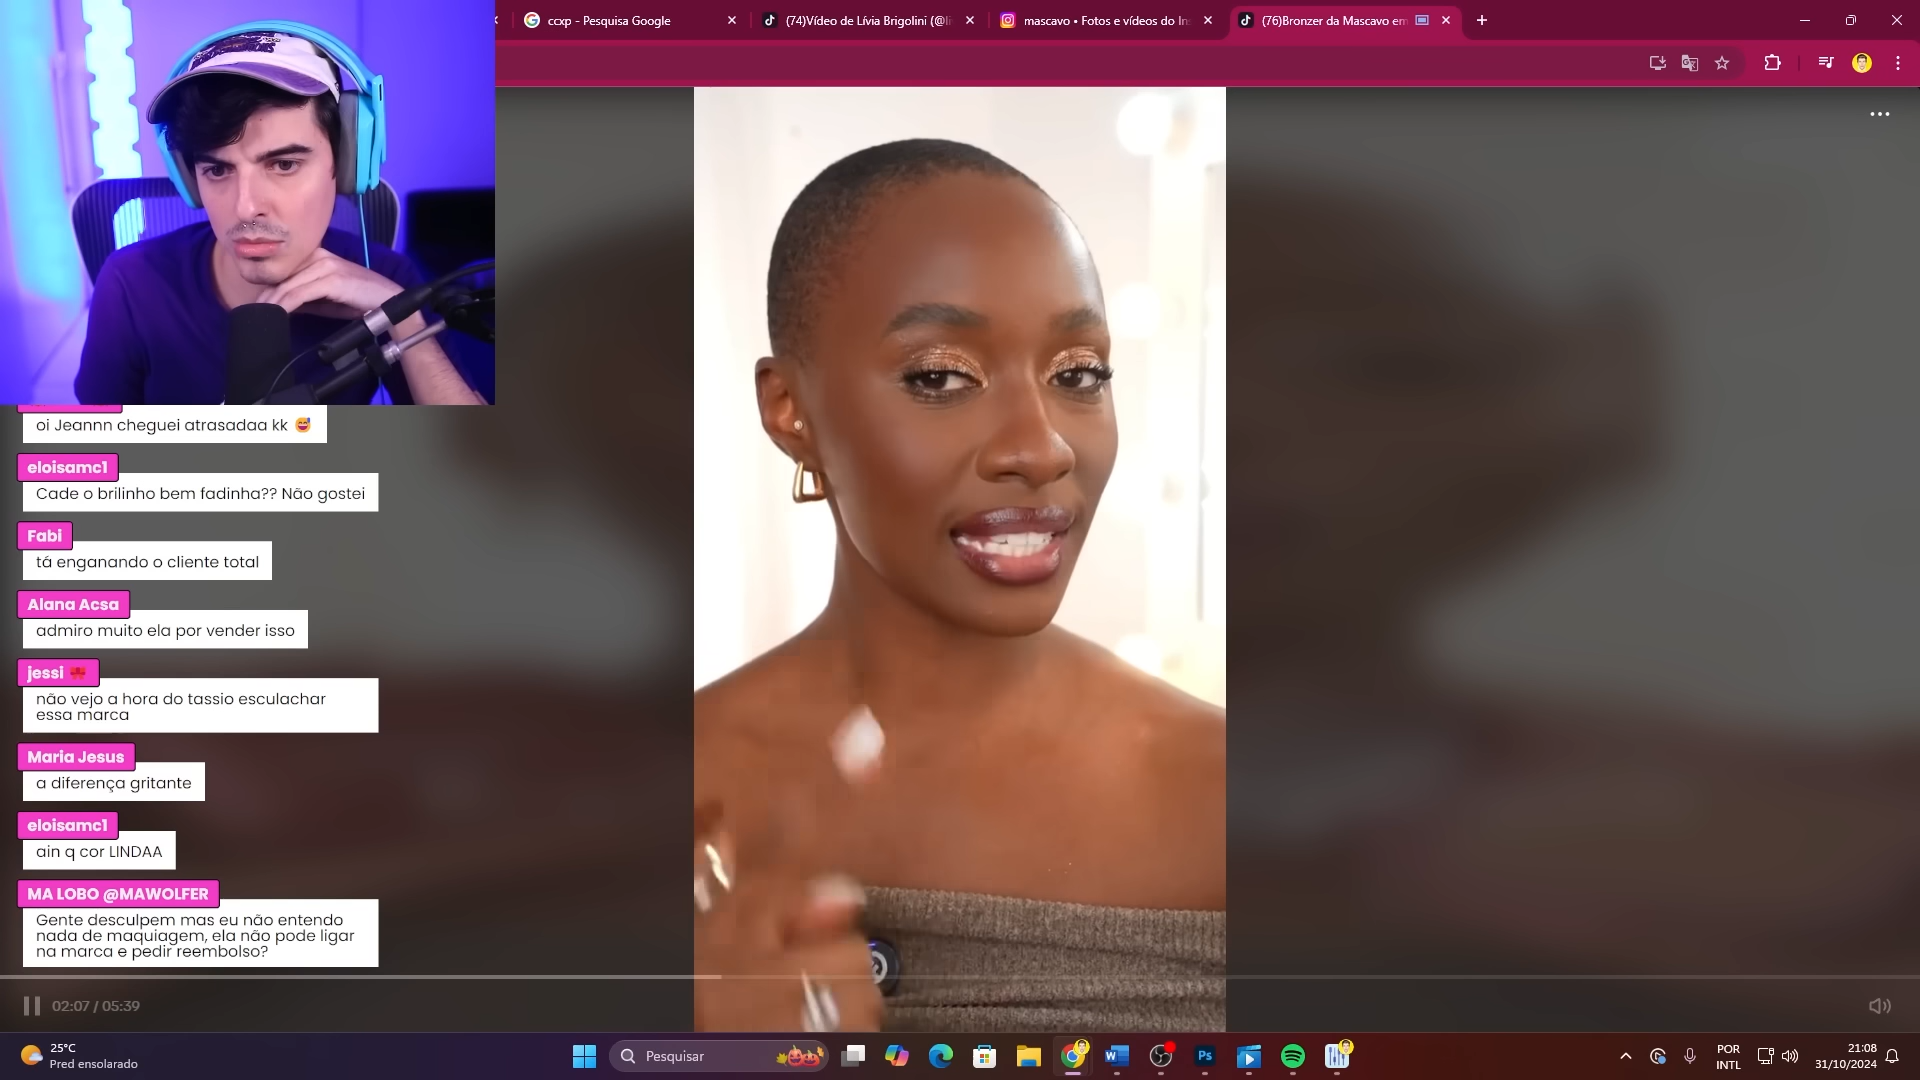 ccxp - Pesquisa Google
(74)Vídeo de Lívia Brigolini (@li
mascavo • Fotos e vídeos do In
(76)Bronzer da Mascavo em
oi Jeannn cheguei atrasadaa kk 😅
eloisamc1
Cade o brilinho bem fadinha?? Não gostei
Fabi
tá enganando o cliente total
Alana Acsa
admiro muito ela por vender isso
jessi 🎀
não vejo a hora do tassio esculachar
essa marca
Maria Jesus
a diferença gritante
eloisamc1
ain q cor LINDAA
MA LOBO @MAWOLFER
Gente desculpem mas eu não entendo
nada de maquiagem, ela não pode ligar
na marca e pedir reembolso?
02:07 / 05:39
25°C
Pred ensolarado
Pesquisar
POR
INTL
21:08
31/10/2024